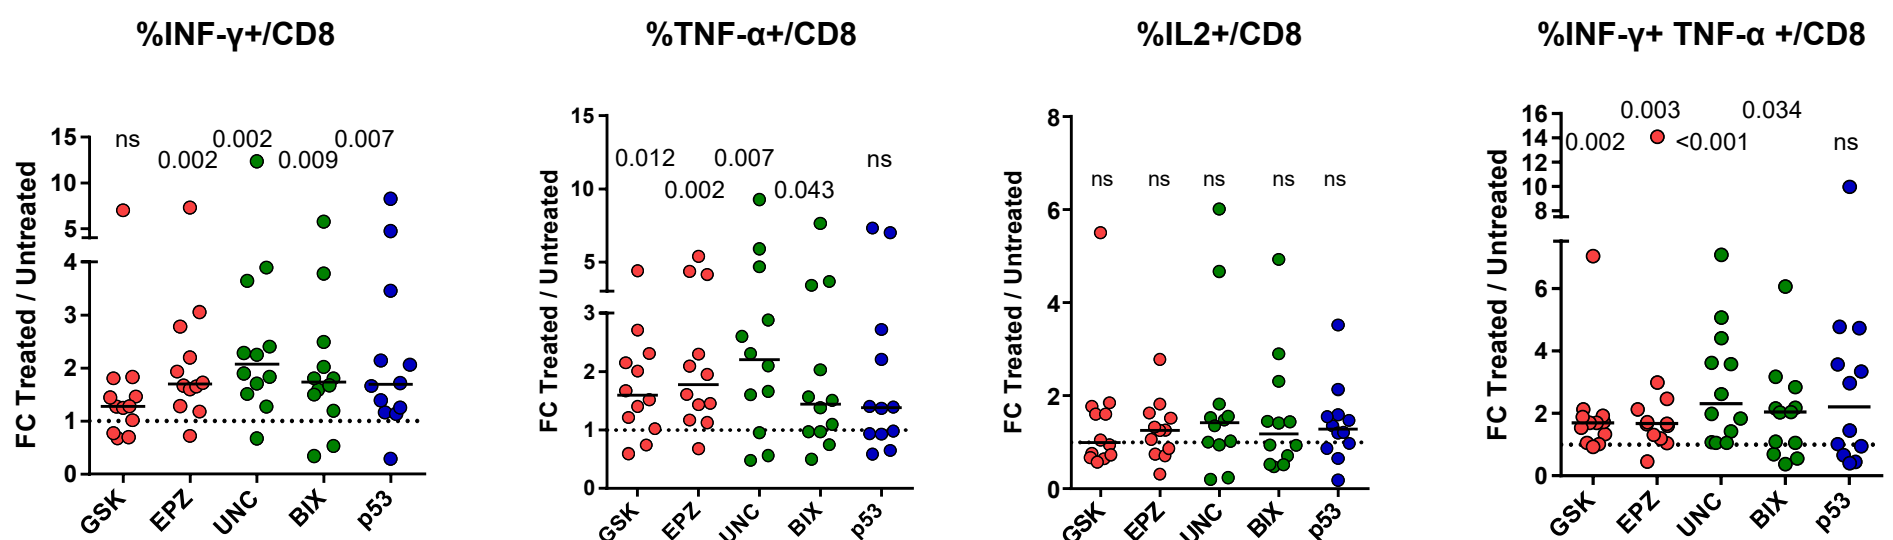 %INF-γ+/CD8
%TNF-α+/CD8
%IL2+/CD8
%INF-γ+ TNF-α +/CD8
FC Treated / Untreated
15
10
5
4
3
2
1
0
ns
0.002
0.002
0.009
0.007
GSK
EPZ
UNC
BIX
p53
FC Treated / Untreated
15
10
5
3
2
1
0
0.012
0.002
0.007
0.043
ns
GSK
EPZ
UNC
BIX
p53
FC Treated / Untreated
8
6
4
2
0
ns
ns
ns
ns
ns
GSK
EPZ
UNC
BIX
p53
FC Treated / Untreated
16
14
12
10
8
6
4
2
0
0.002
0.003
<0.001
0.034
ns
GSK
EPZ
UNC
BIX
p53